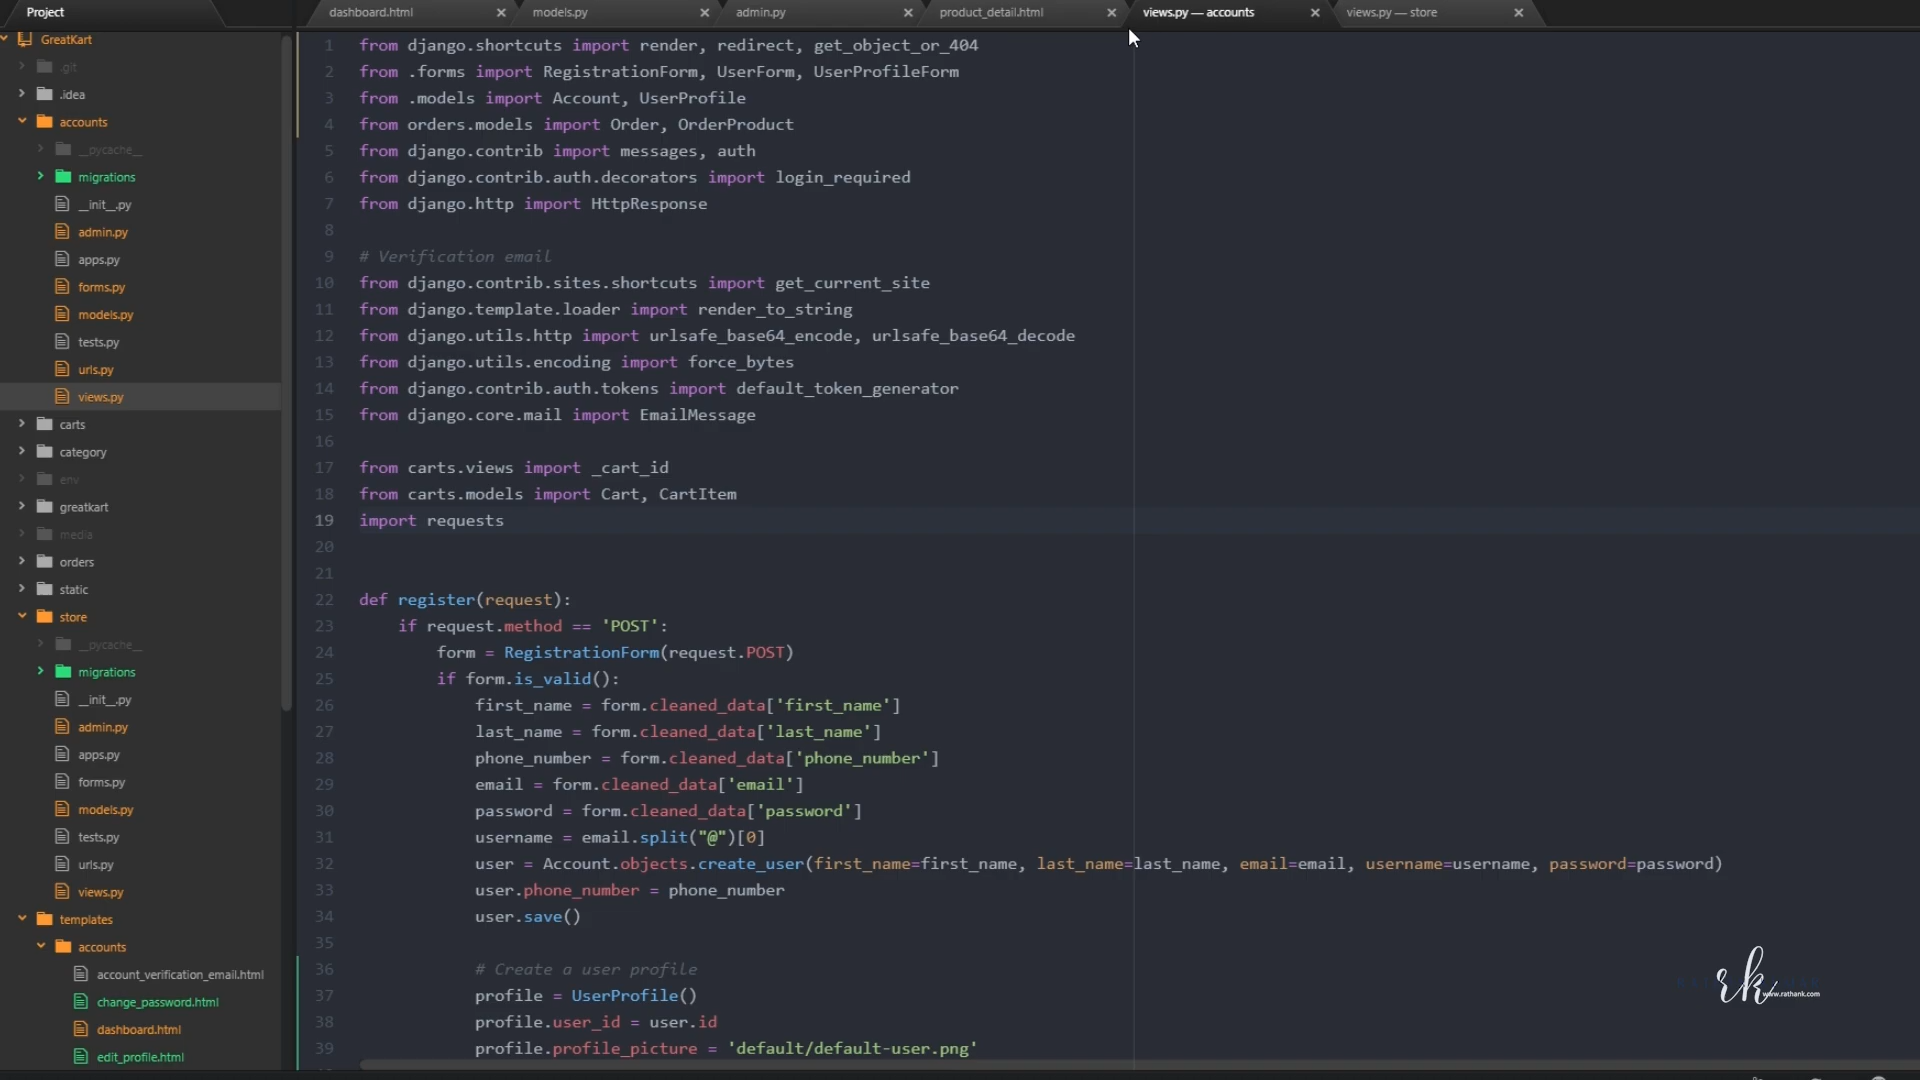 Project
dashboard.html
models.py
admin.py
product_detail.html
views.py — accounts
views.py — store
GreatKart
.git
.idea
accounts
__pycache__
migrations
__init__.py
admin.py
apps.py
forms.py
models.py
tests.py
urls.py
views.py
carts
category
env
greatkart
media
orders
static
store
__pycache__
migrations
__init__.py
admin.py
apps.py
forms.py
models.py
tests.py
urls.py
views.py
templates
accounts
account_verification_email.html
change_password.html
dashboard.html
edit_profile.html
1 from django.shortcuts import render, redirect, get_object_or_404
2 from .forms import RegistrationForm, UserForm, UserProfileForm
3 from .models import Account, UserProfile
4 from orders.models import Order, OrderProduct
5 from django.contrib import messages, auth
6 from django.contrib.auth.decorators import login_required
7 from django.http import HttpResponse
8
9 # Verification email
10 from django.contrib.sites.shortcuts import get_current_site
11 from django.template.loader import render_to_string
12 from django.utils.http import urlsafe_base64_encode, urlsafe_base64_decode
13 from django.utils.encoding import force_bytes
14 from django.contrib.auth.tokens import default_token_generator
15 from django.core.mail import EmailMessage
16
17 from carts.views import _cart_id
18 from carts.models import Cart, CartItem
19 import requests
20
21
22 def register(request):
23 if request.method == 'POST':
24 form = RegistrationForm(request.POST)
25 if form.is_valid():
26 first_name = form.cleaned_data['first_name']
27 last_name = form.cleaned_data['last_name']
28 phone_number = form.cleaned_data['phone_number']
29 email = form.cleaned_data['email']
30 password = form.cleaned_data['password']
31 username = email.split("@")[0]
32 user = Account.objects.create_user(first_name=first_name, last_name=last_name, email=email, username=username, password=password)
33 user.phone_number = phone_number
34 user.save()
35
36 # Create a user profile
37 profile = UserProfile()
38 profile.user_id = user.id
39 profile.profile_picture = 'default/default-user.png'
rk
www.rathank.com